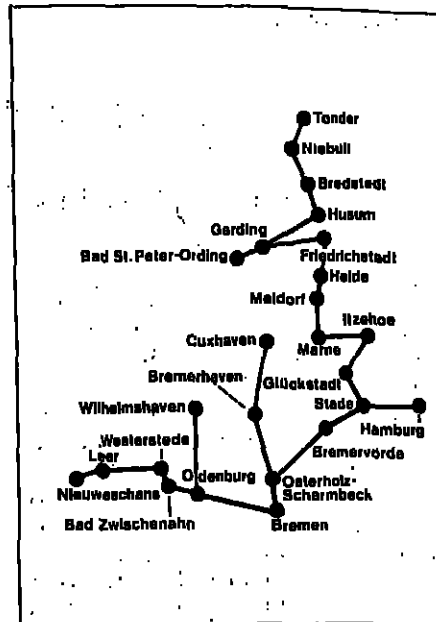 Tonder
Niebüll
Bredstedt
Husum
Garding
Bad St. Peter-Ording
Friedrichstadt
Heide
Meldorf
Itzehoe
Marne
Cuxhaven
Bremerhaven
Glückstadt
Wilhelmshaven
Stade
Hamburg
Bremervörde
Westerstede
Leer
Oldenburg
Osterholz-
Scharmbeck
Nieuweschans
Bad Zwischenahn
Bremen